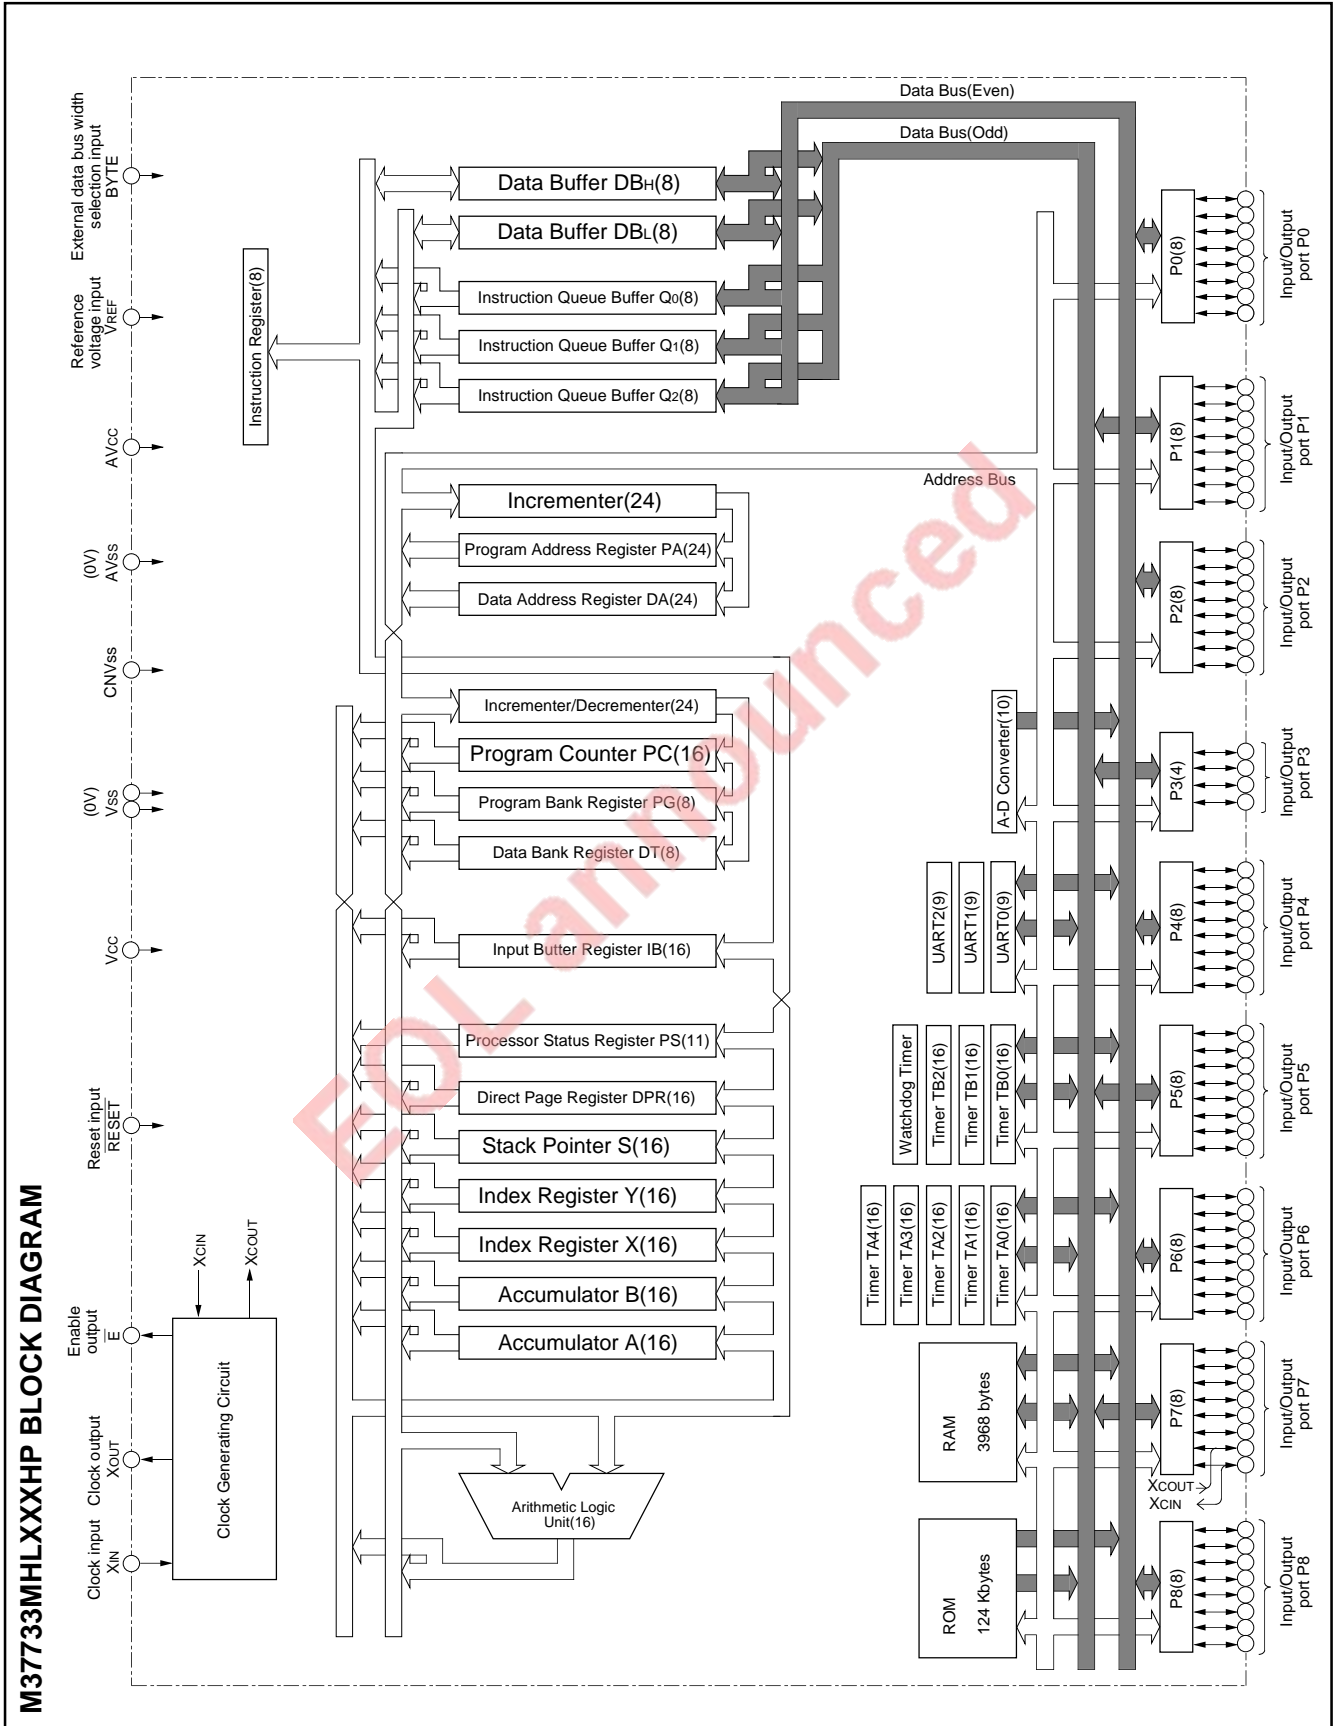 M37733MHLXXXHP BLOCK DIAGRAM
External data bus width
selection input
BYTE
Reference
voltage input
VREF
AVCC
(0V)
AVSS
CNVss
(0V)
VSS
VCC
Reset input
RESET
Enable
output
E
Clock output
XOUT
Clock input
XIN
XCIN
XCOUT
Clock Generating Circuit
Instruction Register(8)
Data Bus(Even)
Data Bus(Odd)
Data Buffer DBH(8)
Data Buffer DBL(8)
Instruction Queue Buffer Q0(8)
Instruction Queue Buffer Q1(8)
Instruction Queue Buffer Q2(8)
Address Bus
Incrementer(24)
Program Address Register PA(24)
Data Address Register DA(24)
Incrementer/Decrementer(24)
Program Counter PC(16)
Program Bank Register PG(8)
Data Bank Register DT(8)
Input Butter Register IB(16)
Processor Status Register PS(11)
Direct Page Register DPR(16)
Stack Pointer S(16)
Index Register Y(16)
Index Register X(16)
Accumulator B(16)
Accumulator A(16)
Arithmetic Logic
Unit(16)
A-D Converter(10)
UART2(9)
UART1(9)
UART0(9)
Watchdog Timer
Timer TB2(16)
Timer TB1(16)
Timer TB0(16)
Timer TA4(16)
Timer TA3(16)
Timer TA2(16)
Timer TA1(16)
Timer TA0(16)
RAM
3968 bytes
ROM
124 Kbytes
P0(8)
Input/Output
port P0
P1(8)
Input/Output
port P1
P2(8)
Input/Output
port P2
P3(4)
Input/Output
port P3
P4(8)
Input/Output
port P4
P5(8)
Input/Output
port P5
P6(8)
Input/Output
port P6
P7(8)
Input/Output
port P7
XCOUT
XCIN
P8(8)
Input/Output
port P8
EOL announced